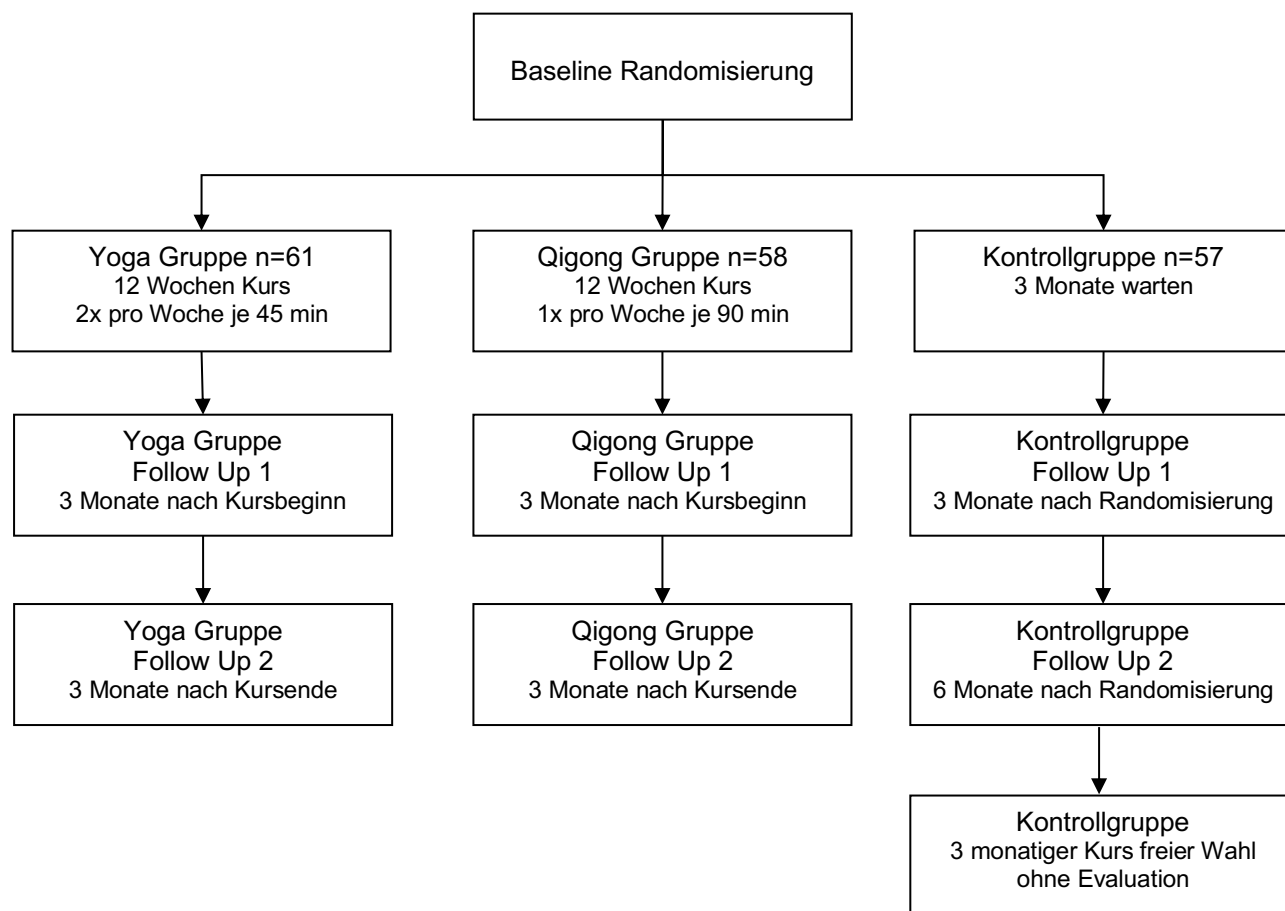 Baseline Randomisierung
Yoga Gruppe n=61
12 Wochen Kurs
2x pro Woche je 45 min
Qigong Gruppe n=58
12 Wochen Kurs
1x pro Woche je 90 min
Kontrollgruppe n=57
3 Monate warten
Yoga Gruppe
Follow Up 1
3 Monate nach Kursbeginn
Qigong Gruppe
Follow Up 1
3 Monate nach Kursbeginn
Kontrollgruppe
Follow Up 1
3 Monate nach Randomisierung
Yoga Gruppe
Follow Up 2
3 Monate nach Kursende
Qigong Gruppe
Follow Up 2
3 Monate nach Kursende
Kontrollgruppe
Follow Up 2
6 Monate nach Randomisierung
Kontrollgruppe
3 monatiger Kurs freier Wahl
ohne Evaluation